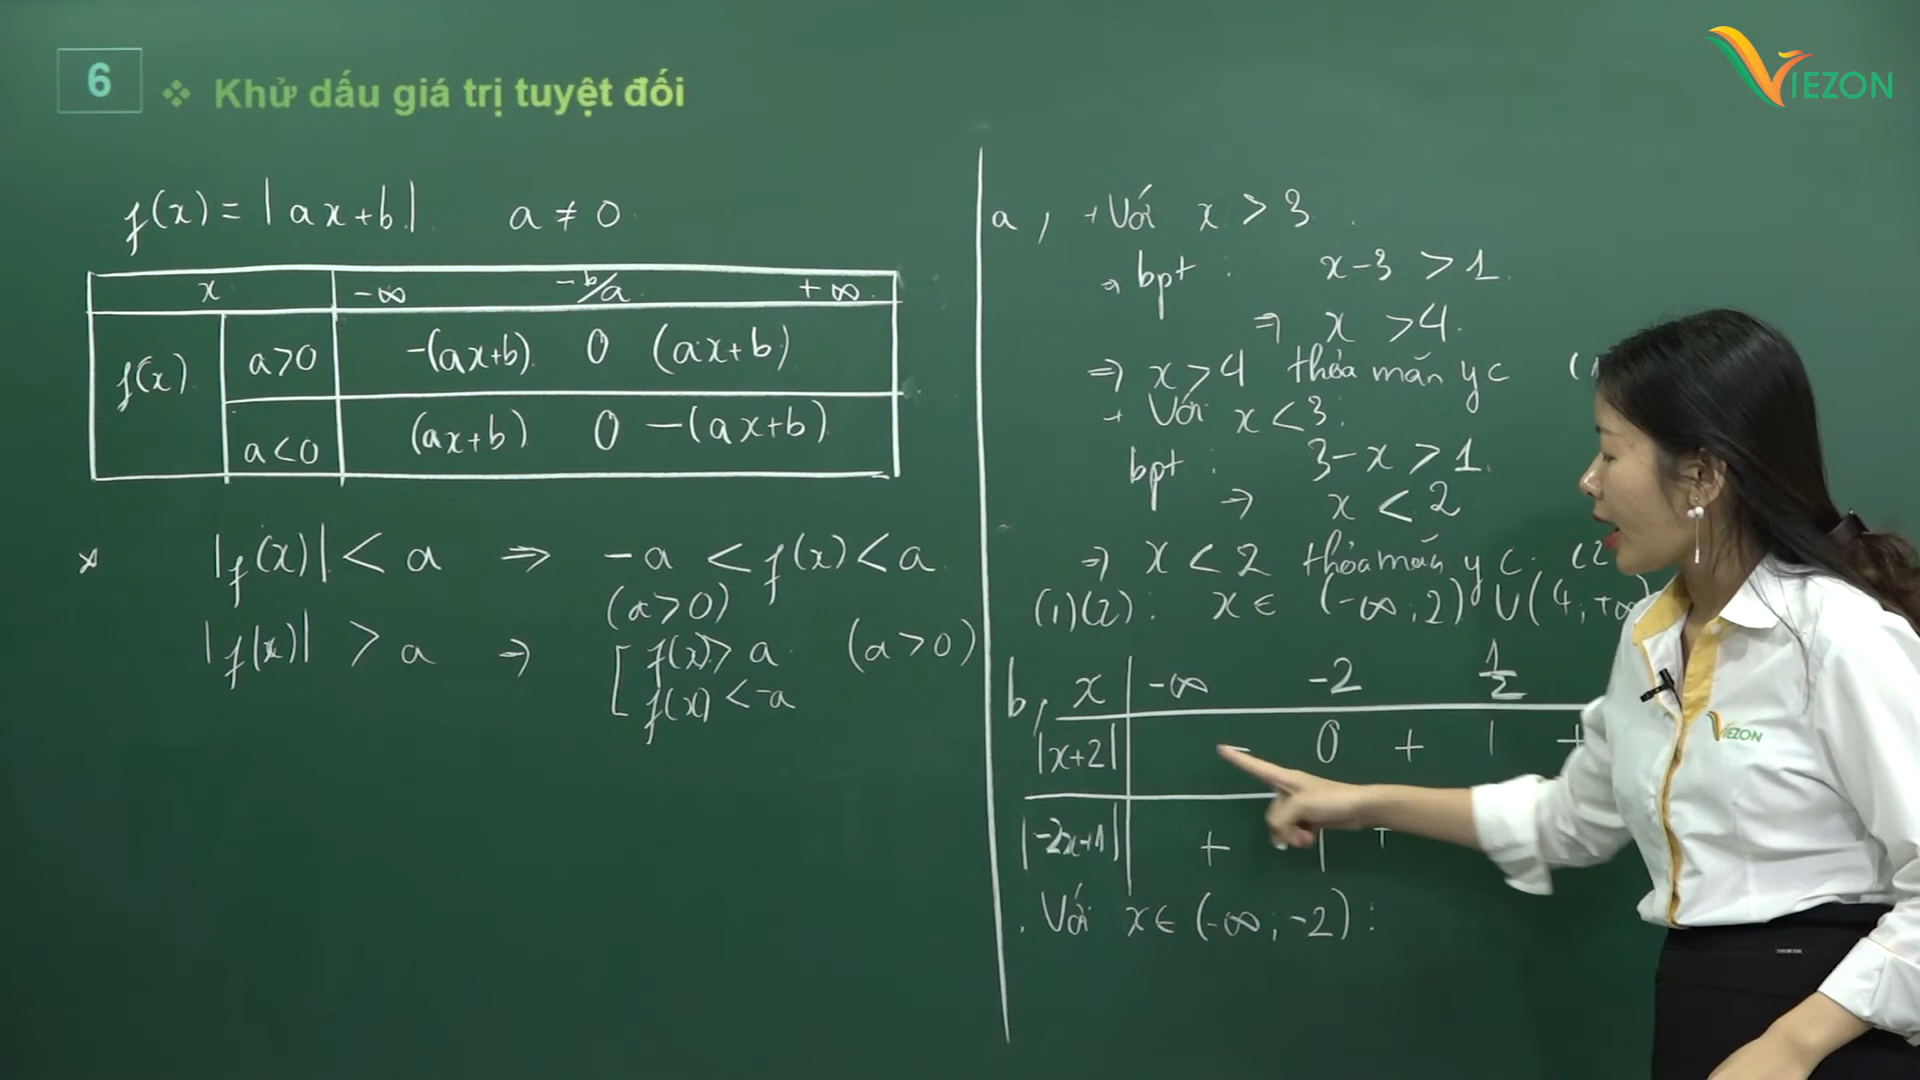 VIEZON
6 ❖ Khử dấu giá trị tuyệt đối
f(x) = |ax+b| a ≠ 0
x -∞ -b/a +∞
f(x) a>0 -(ax+b) 0 (ax+b)
a<0 (ax+b) 0 -(ax+b)
* |f(x)| < a => -a < f(x) < a
(a>0)
|f(x)| > a => [ f(x) > a (a>0)
f(x) < -a
a, + Với x > 3
=> bpt : x-3 > 1
=> x > 4.
=> x > 4 thỏa mãn yc (1
+ Với x < 3:
bpt : 3-x > 1.
=> x < 2
=> x < 2 thỏa mãn yc. (2
(1)(2): x ∈ (-∞;2) ∪ (4;+∞)
b, x -∞ -2 1/2
|x+2| - 0 + | +
|-2x+1| + | +
. Với x ∈ (-∞;-2) :
VIEZON